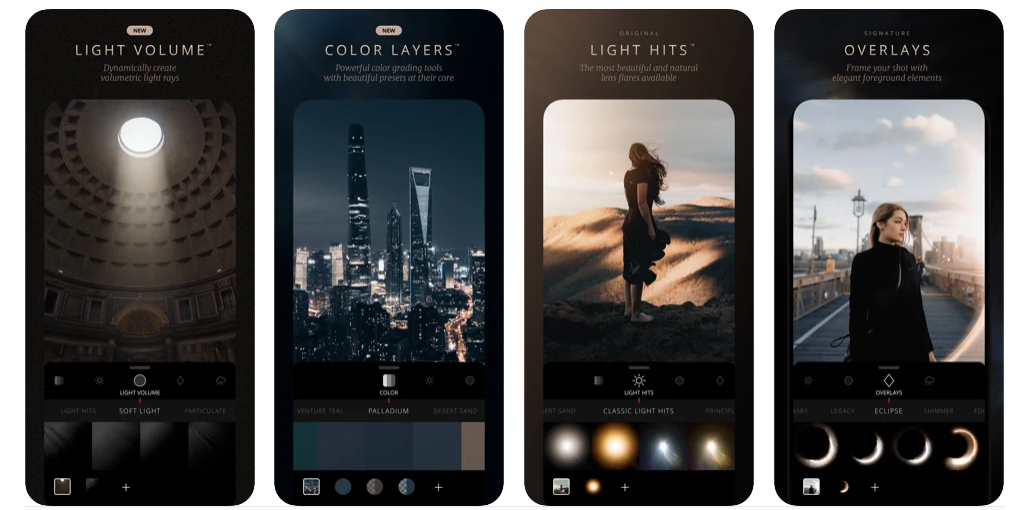 NEW
LIGHT VOLUME™
Dynamically create
volumetric light rays
LIGHT VOLUME
LIGHT HITS
SOFT LIGHT
PARTICULATE
NEW
COLOR LAYERS™
Powerful color grading tools
with beautiful presets at their core
COLOR
VENTURE TEAL
PALLADIUM
DESERT SAND
ORIGINAL
LIGHT HITS™
The most beautiful and natural
lens flares available
LIGHT HITS
ERT SAND
CLASSIC LIGHT HITS
PRINCIPL
SIGNATURE
OVERLAYS
Frame your shot with
elegant foreground elements
OVERLAYS
ARY
LEGACY
ECLIPSE
SHIMMER